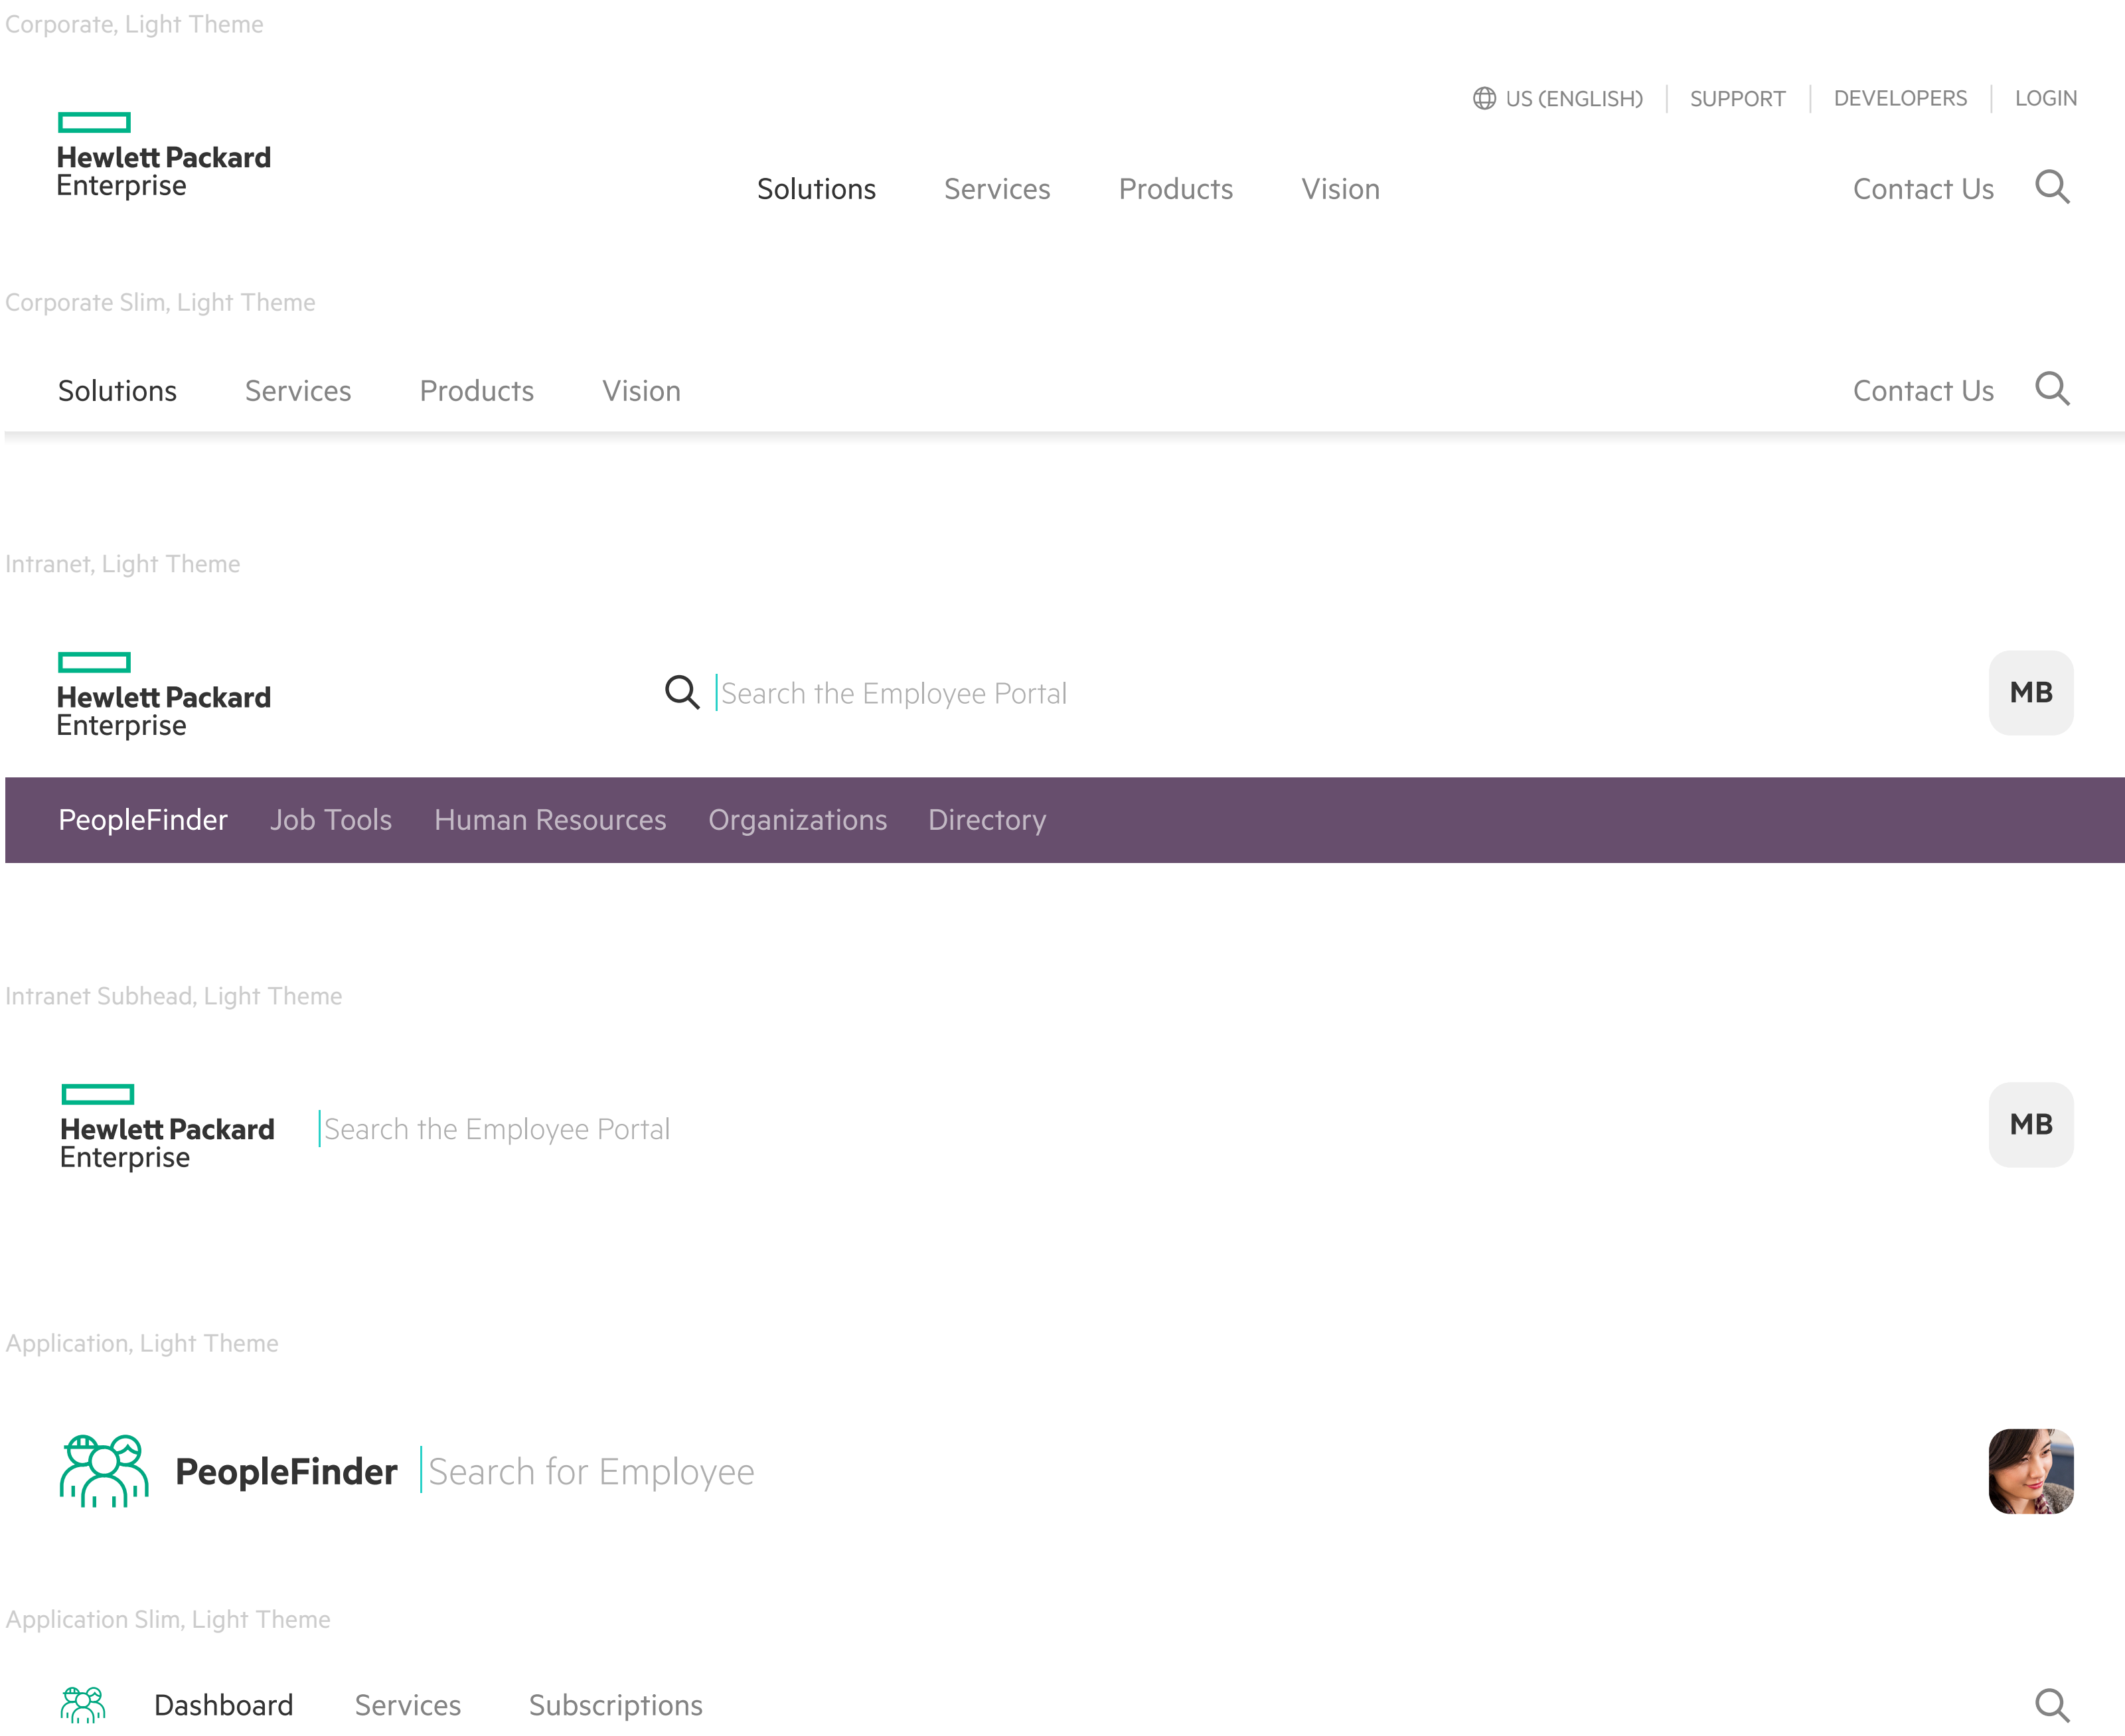 Corporate, Light Theme
US (ENGLISH) SUPPORT DEVELOPERS LOGIN
Hewlett Packard
Enterprise
Solutions Services Products Vision Contact Us
Corporate Slim, Light Theme
Solutions Services Products Vision Contact Us
Intranet, Light Theme
Hewlett Packard
Enterprise
Search the Employee Portal
MB
PeopleFinder Job Tools Human Resources Organizations Directory
Intranet Subhead, Light Theme
Hewlett Packard
Enterprise
Search the Employee Portal
MB
Application, Light Theme
PeopleFinder Search for Employee
Application Slim, Light Theme
Dashboard Services Subscriptions